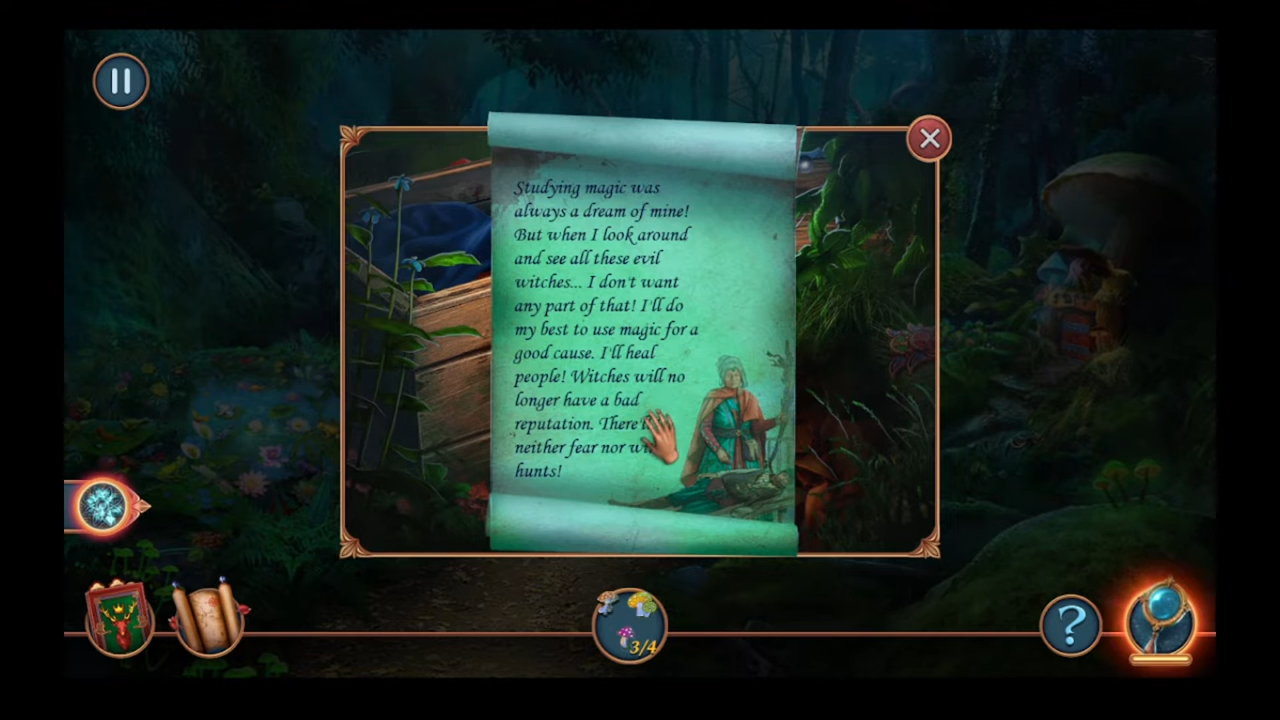 Studying magic was
always a dream of mine!
But when I look around
and see all these evil
witches... I don't want
any part of that! I'll do
my best to use magic for a
good cause. I'll heal
people! Witches will no
longer have a bad
reputation.
neither fear nor
hunts!
3/4
?